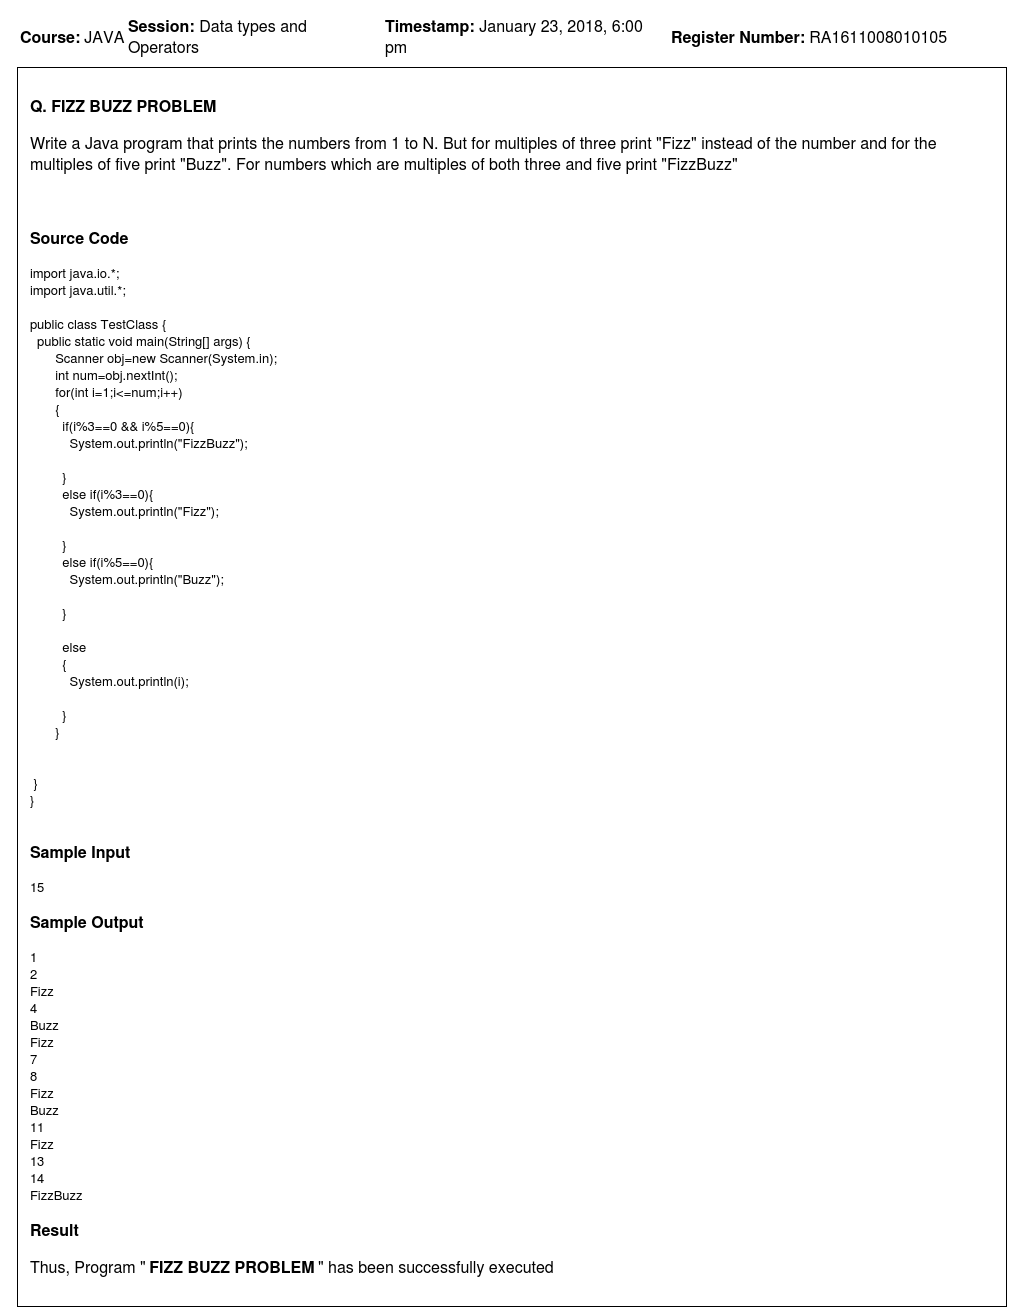 Course: JAVA Session: Data types and Operators Timestamp: January 23, 2018, 6:00 pm Register Number: RA1611008010105
Q. FIZZ BUZZ PROBLEM
Write a Java program that prints the numbers from 1 to N. But for multiples of three print "Fizz" instead of the number and for the
multiples of five print "Buzz". For numbers which are multiples of both three and five print "FizzBuzz"
Source Code
import java.io.*;
import java.util.*;
public class TestClass {
public static void main(String[] args) {
Scanner obj=new Scanner(System.in);
int num=obj.nextInt();
for(int i=1;i<=num;i++)
{
if(i%3==0 && i%5==0){
System.out.println("FizzBuzz");
}
else if(i%3==0){
System.out.println("Fizz");
}
else if(i%5==0){
System.out.println("Buzz");
}
else
{
System.out.println(i);
}
}
}
}
Sample Input
15
Sample Output
1
2
Fizz
4
Buzz
Fizz
7
8
Fizz
Buzz
11
Fizz
13
14
FizzBuzz
Result
Thus, Program " FIZZ BUZZ PROBLEM " has been successfully executed